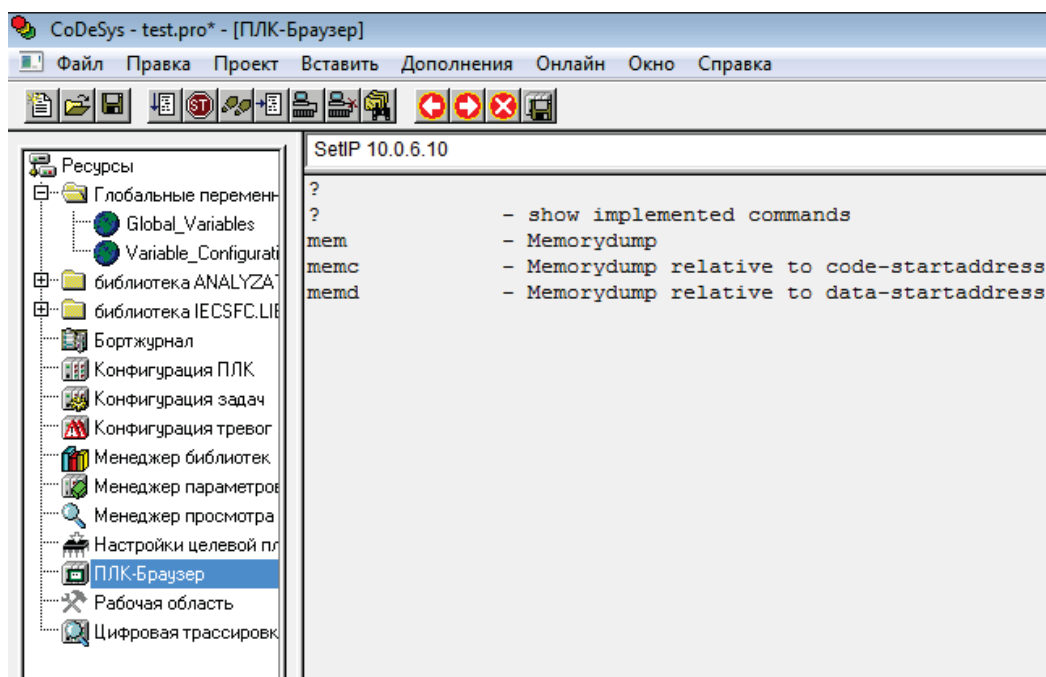 CoDeSys - test.pro* - [ПЛК-Браузер]
Файл Правка Проект Вставить Дополнения Онлайн Окно Справка
SetIP 10.0.6.10
Ресурсы
Глобальные перемен
Global_Variables
Variable_Configurati
библиотека ANALYZA
библиотека IECSFC.LI
Бортжурнал
Конфигурация ПЛК
Конфигурация задач
Конфигурация тревог
Менеджер библиотек
Менеджер параметров
Менеджер просмотра
Настройки целевой пл
ПЛК-Браузер
Рабочая область
Цифровая трассировк
?
? - show implemented commands
mem - Memorydump
memc - Memorydump relative to code-startaddress
memd - Memorydump relative to data-startaddress